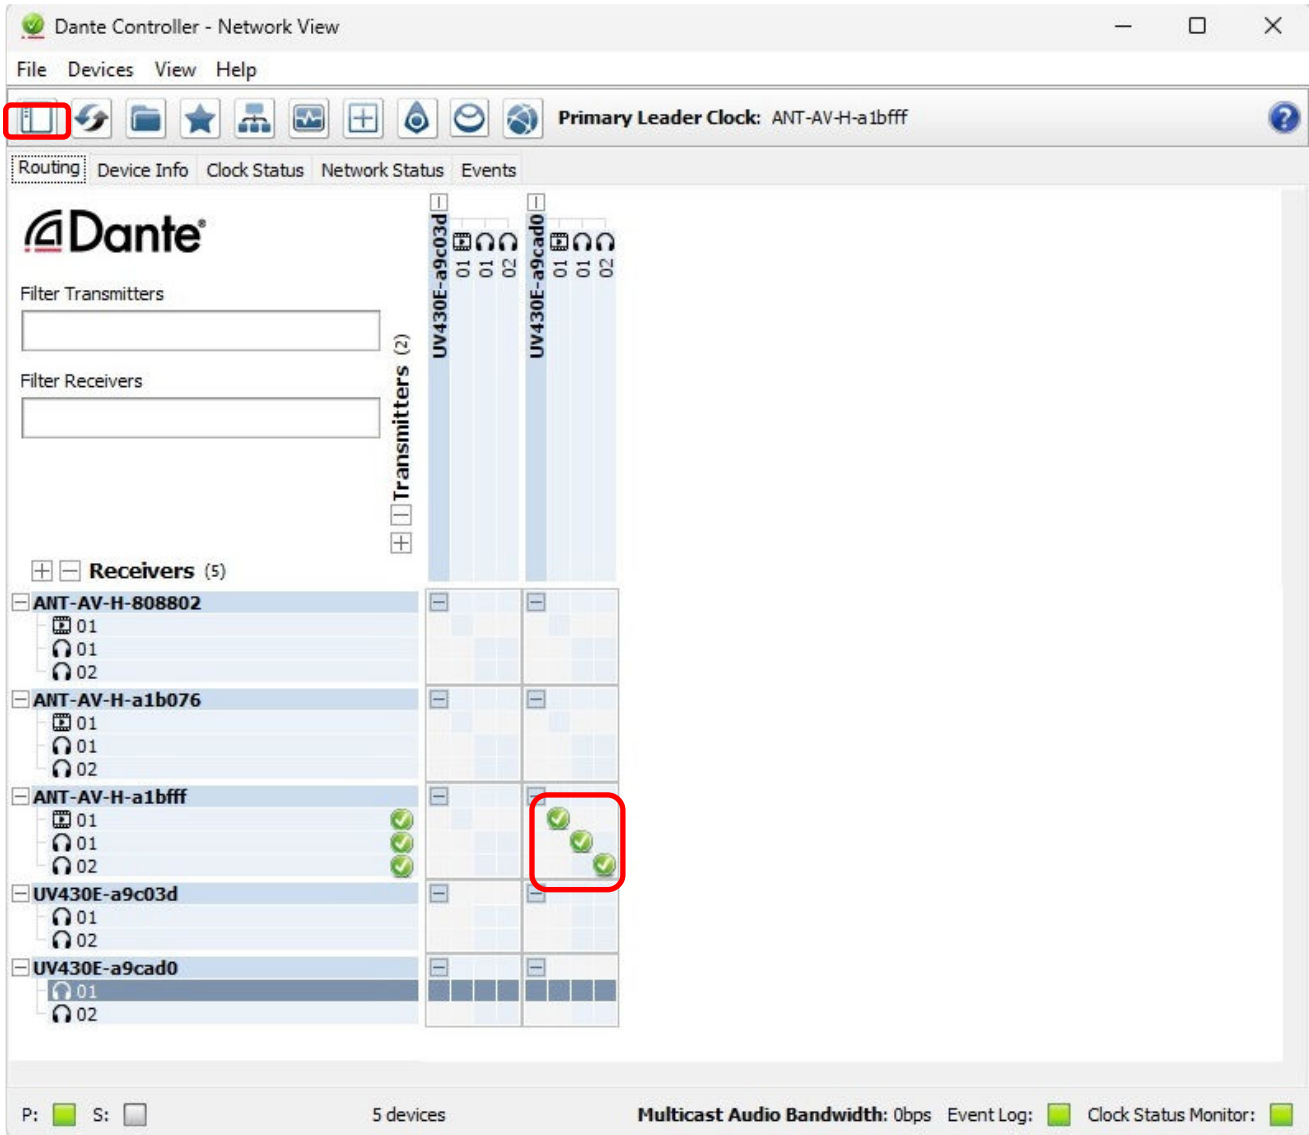 Dante Controller - Network View
File Devices View Help
Primary Leader Clock: ANT-AV-H-a1bfff
?
Routing Device Info Clock Status Network Status Events
Dante®
Filter Transmitters
Filter Receivers
Transmitters (2)
UV430E-a9c03d
01
01
02
UV430E-a9cad0
01
01
02
Receivers (5)
ANT-AV-H-808802
01
01
02
ANT-AV-H-a1b076
01
01
02
ANT-AV-H-a1bfff
01
01
02
UV430E-a9c03d
01
02
UV430E-a9cad0
01
02
P: S: 5 devices Multicast Audio Bandwidth: 0bps Event Log: Clock Status Monitor: